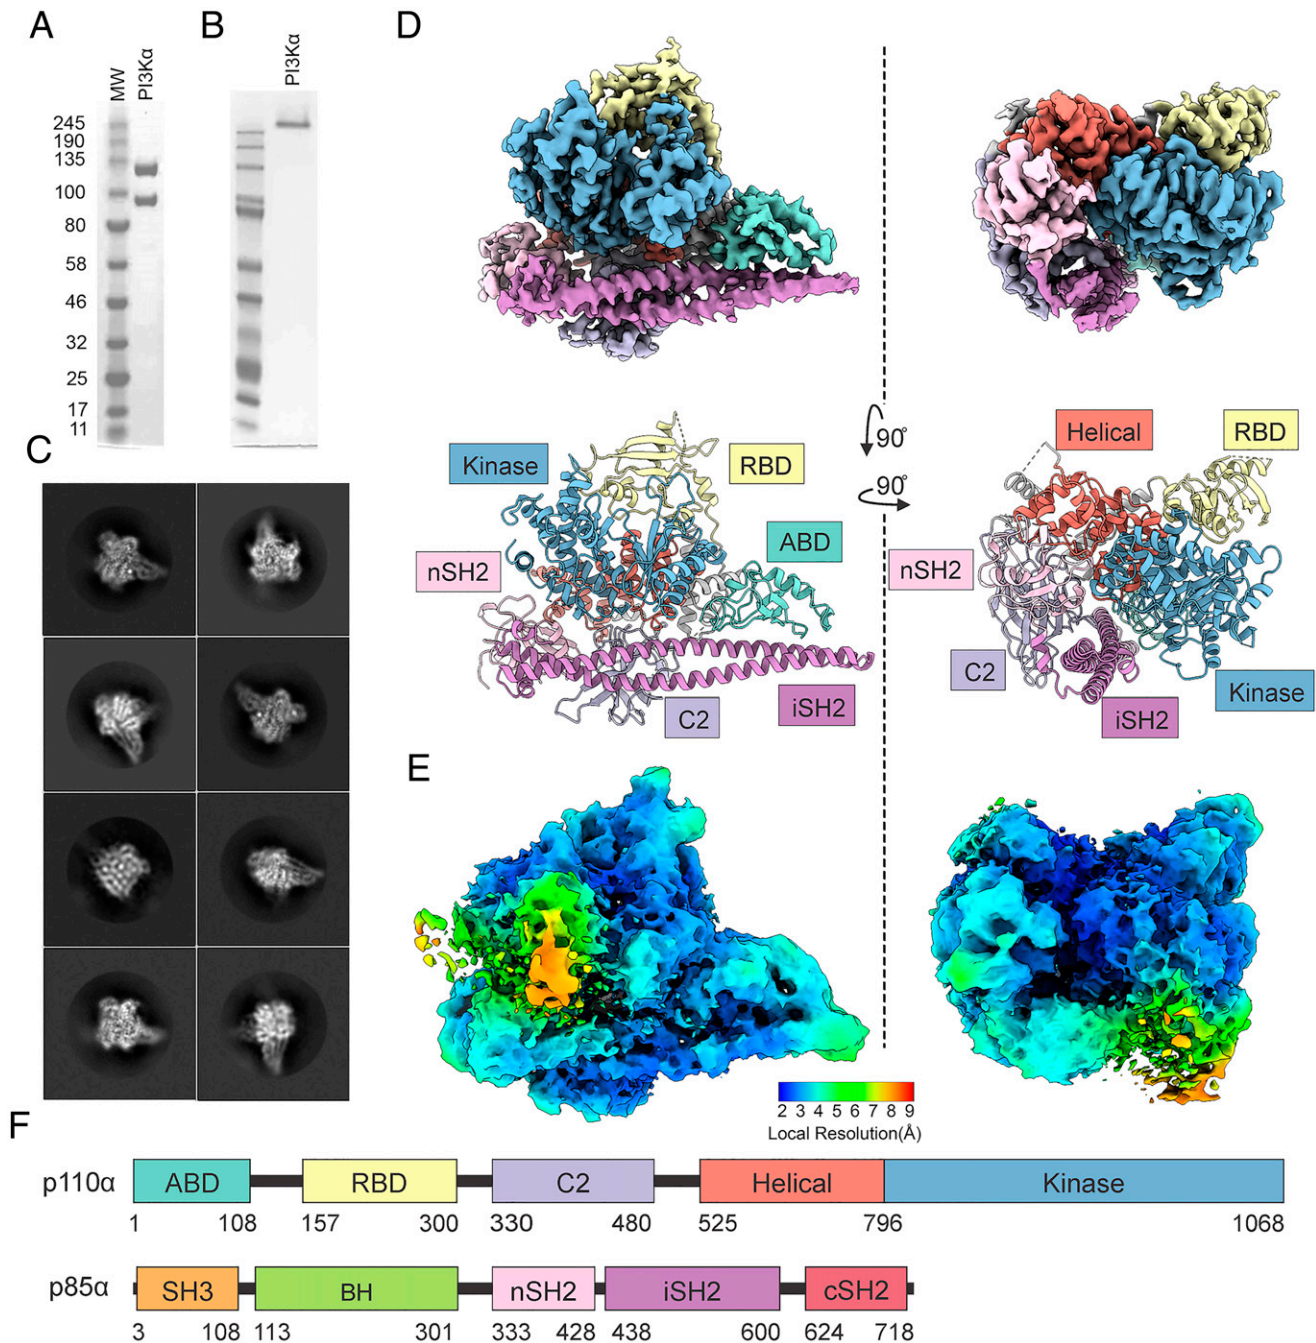 A
MW
PI3Kα
245
190
135
100
80
58
46
32
25
17
11
B
PI3Kα
C
D
Kinase
RBD
ABD
nSH2
C2
iSH2
90°
90°
Helical
RBD
nSH2
C2
iSH2
Kinase
E
2 3 4 5 6 7 8 9
Local Resolution(Å)
F
p110α
ABD RBD C2 Helical Kinase
1 108 157 300 330 480 525 796 1068
p85α
SH3 BH nSH2 iSH2 cSH2
3 108 113 301 333 428 438 600 624 718